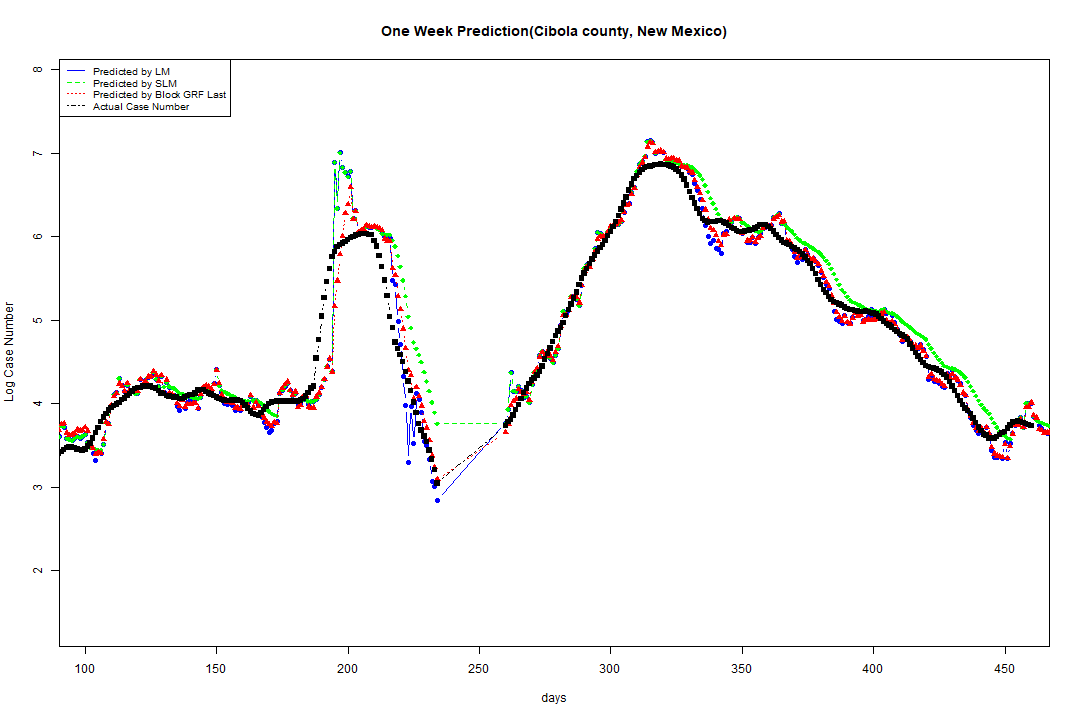 One Week Prediction(Cibola county, New Mexico)
Predicted by LM
Predicted by SLM
Predicted by Block GRF Last
Actual Case Number
8
7
6
5
4
3
2
Log Case Number
100 150 200 250 300 350 400 450
days